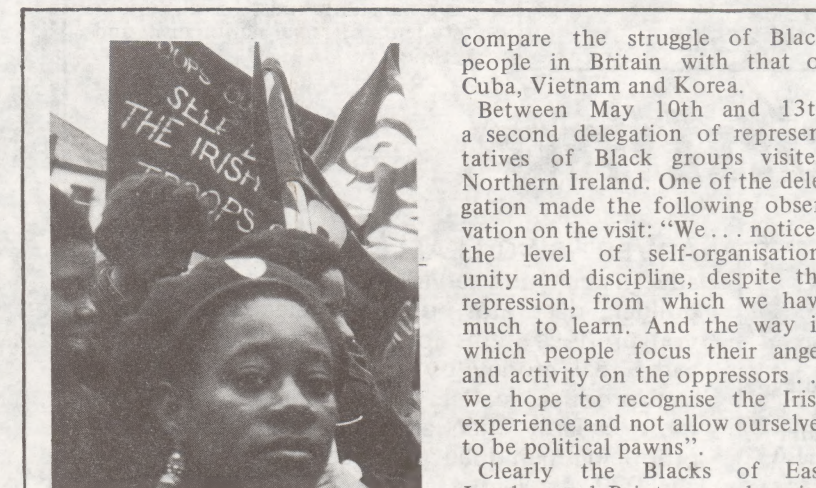 OUPS OU
SELF
THE IRISH
TROOPS
compare the struggle of Blac
people in Britain with that o
Cuba, Vietnam and Korea.
Between May 10th and 13t
a second delegation of represen
tatives of Black groups visite
Northern Ireland. One of the dele
gation made the following obser
vation on the visit: “We . . . notice
the level of self-organisation
unity and discipline, despite th
repression, from which we hav
much to learn. And the way i
which people focus their ange
and activity on the oppressors . .
we hope to recognise the Iris
experience and not allow ourselve
to be political pawns”.
Clearly the Blacks of Eas